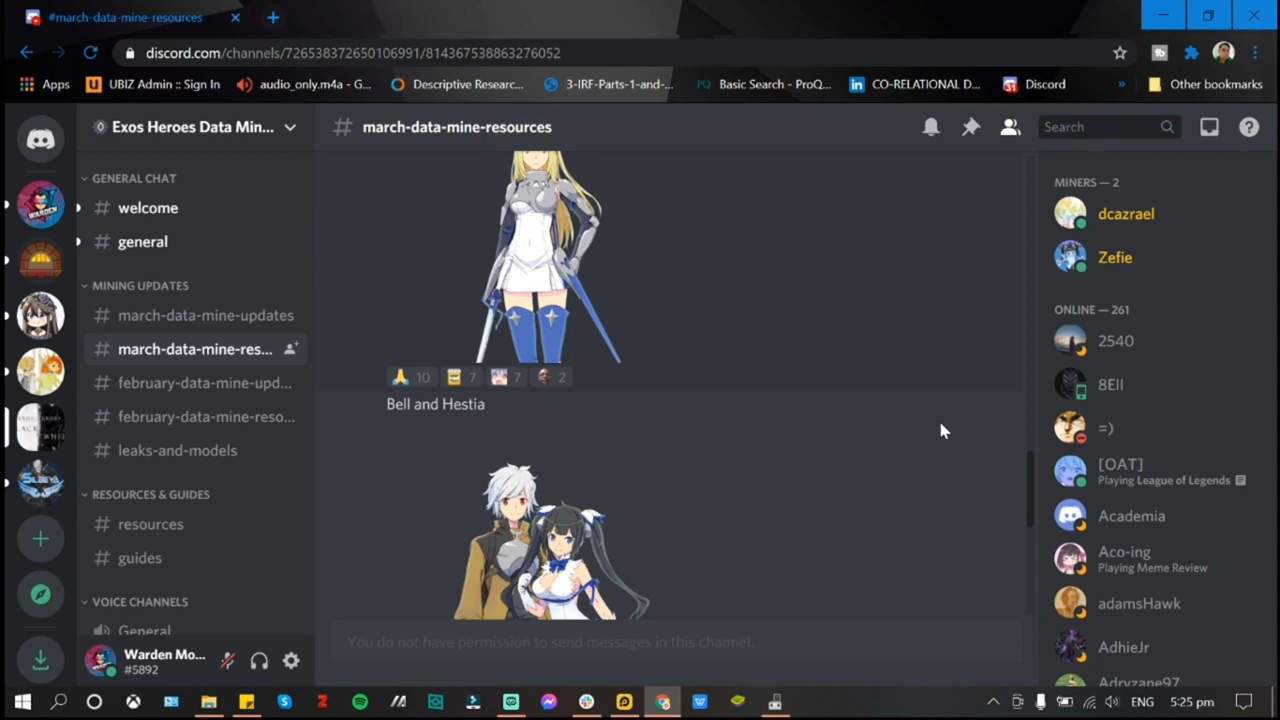 #march-data-mine-resources
discord.com/channels/726538372650106991/814367538863276052
Apps
UBIZ Admin :: Sign In
audio_only.m4a - G...
Descriptive Researc...
3-IRF-Parts-1-and-...
PQ Basic Search - ProQ...
CO-RELATIONAL D...
31 Discord
»
Other bookmarks
Exos Heroes Data Min...
# march-data-mine-resources
Search
GENERAL CHAT
# welcome
# general
MINING UPDATES
# march-data-mine-updates
# march-data-mine-res...
# february-data-mine-upd...
# february-data-mine-reso...
# leaks-and-models
RESOURCES & GUIDES
# resources
# guides
VOICE CHANNELS
General
WARDEN
Warden Mo...
#5892
10
7
7
2
Bell and Hestia
You do not have permission to send messages in this channel.
MINERS — 2
dcazrael
Zefie
ONLINE — 261
2540
8Ell
=)
[OAT]
Playing League of Legends
Academia
Aco-ing
Playing Meme Review
adamsHawk
AdhieJr
Adryzane97
ENG
5:25 pm